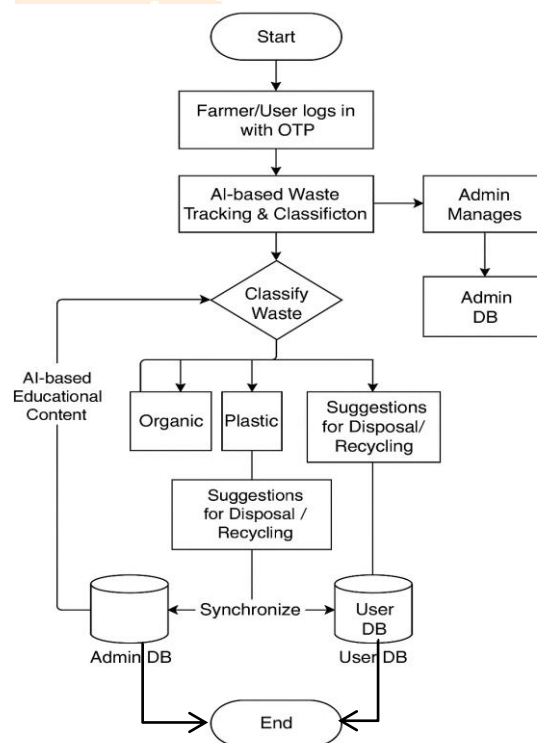 Start
Farmer/User logs in
with OTP
AI-based Waste
Tracking & Classificton
Admin
Manages
Classify
Waste
Admin
DB
AI-based
Educational
Content
Organic
Plastic
Suggestions
for Disposal/
Recycling
Suggestions
for Disposal /
Recycling
Synchronize
User
DB
Admin DB
User DB
End